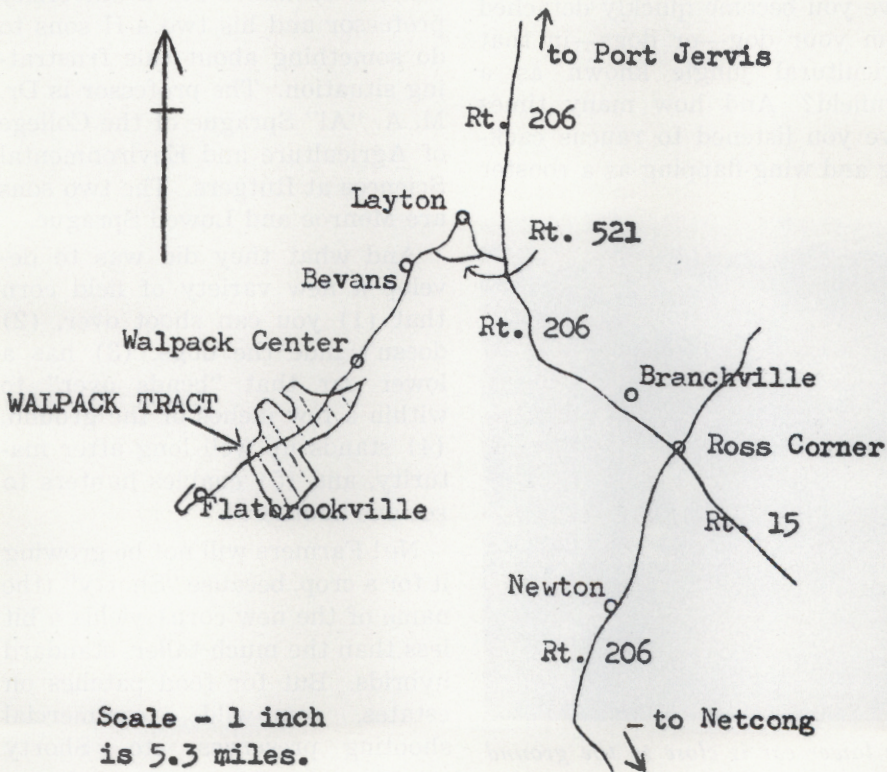 to Port Jervis
Rt. 206
Layton
Rt. 521
Bevans
Rt. 206
Walpack Center
Branchville
WALPACK TRACT
Ross Corner
Flatbrookville
Rt. 15
Newton
Rt. 206
Scale - 1 inch
is 5.3 miles.
to Netcong